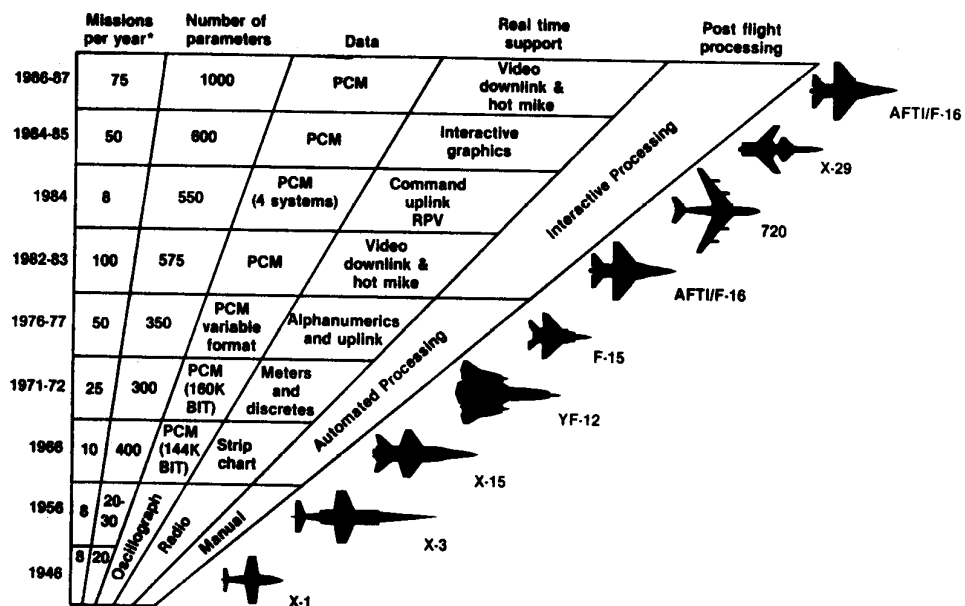 Missions
per year*
Number of
parameters
Data
Real time
support
Post flight
processing
1986-87
75
1000
PCM
Video
downlink &
hot mike
AFTI/F-16
1984-85
50
600
PCM
Interactive
graphics
X-29
1984
8
550
PCM
(4 systems)
Command
uplink
RPV
Interactive Processing
720
1982-83
100
575
PCM
Video
downlink &
hot mike
AFTI/F-16
1976-77
50
350
PCM
variable
format
Alphanumerics
and uplink
F-15
1971-72
25
300
PCM
(160K
BIT)
Meters
and
discretes
Automated Processing
YF-12
1966
10
400
PCM
(144K
BIT)
Strip
chart
X-15
1956
8
20-
30
Oscillograph
Radio
Manual
X-3
1946
8
20
X-1